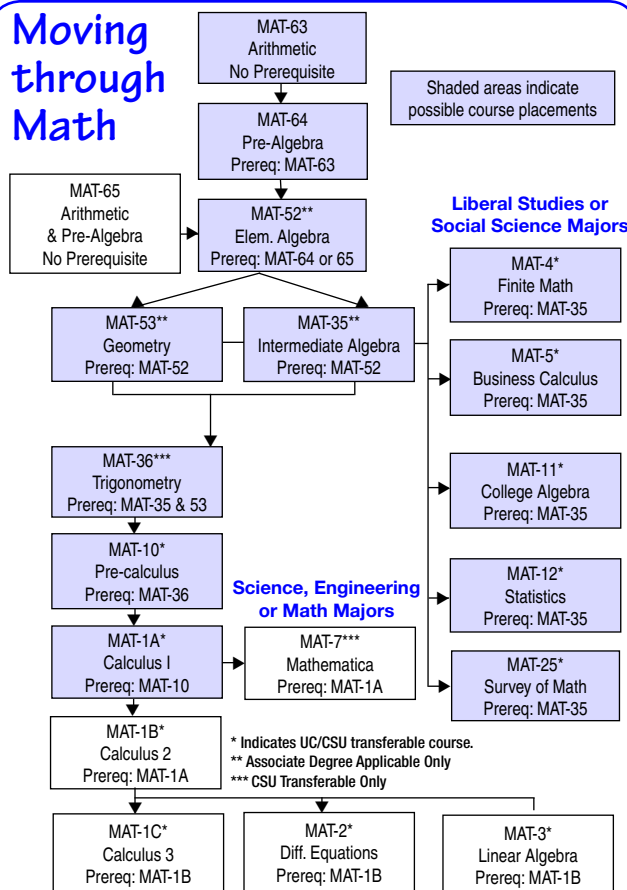 Moving
through
Math
MAT-63
Arithmetic
No Prerequisite
Shaded areas indicate
possible course placements
MAT-64
Pre-Algebra
Prereq: MAT-63
MAT-65
Arithmetic
& Pre-Algebra
No Prerequisite
MAT-52**
Elem. Algebra
Prereq: MAT-64 or 65
Liberal Studies or
Social Science Majors
MAT-4*
Finite Math
Prereq: MAT-35
MAT-53**
Geometry
Prereq: MAT-52
MAT-35**
Intermediate Algebra
Prereq: MAT-52
MAT-5*
Business Calculus
Prereq: MAT-35
MAT-36***
Trigonometry
Prereq: MAT-35 & 53
MAT-11*
College Algebra
Prereq: MAT-35
MAT-10*
Pre-calculus
Prereq: MAT-36
MAT-12*
Statistics
Prereq: MAT-35
Science, Engineering
or Math Majors
MAT-1A*
Calculus I
Prereq: MAT-10
MAT-7***
Mathematica
Prereq: MAT-1A
MAT-25*
Survey of Math
Prereq: MAT-35
MAT-1B*
Calculus 2
Prereq: MAT-1A
* Indicates UC/CSU transferable course.
** Associate Degree Applicable Only
*** CSU Transferable Only
MAT-1C*
Calculus 3
Prereq: MAT-1B
MAT-2*
Diff. Equations
Prereq: MAT-1B
MAT-3*
Linear Algebra
Prereq: MAT-1B